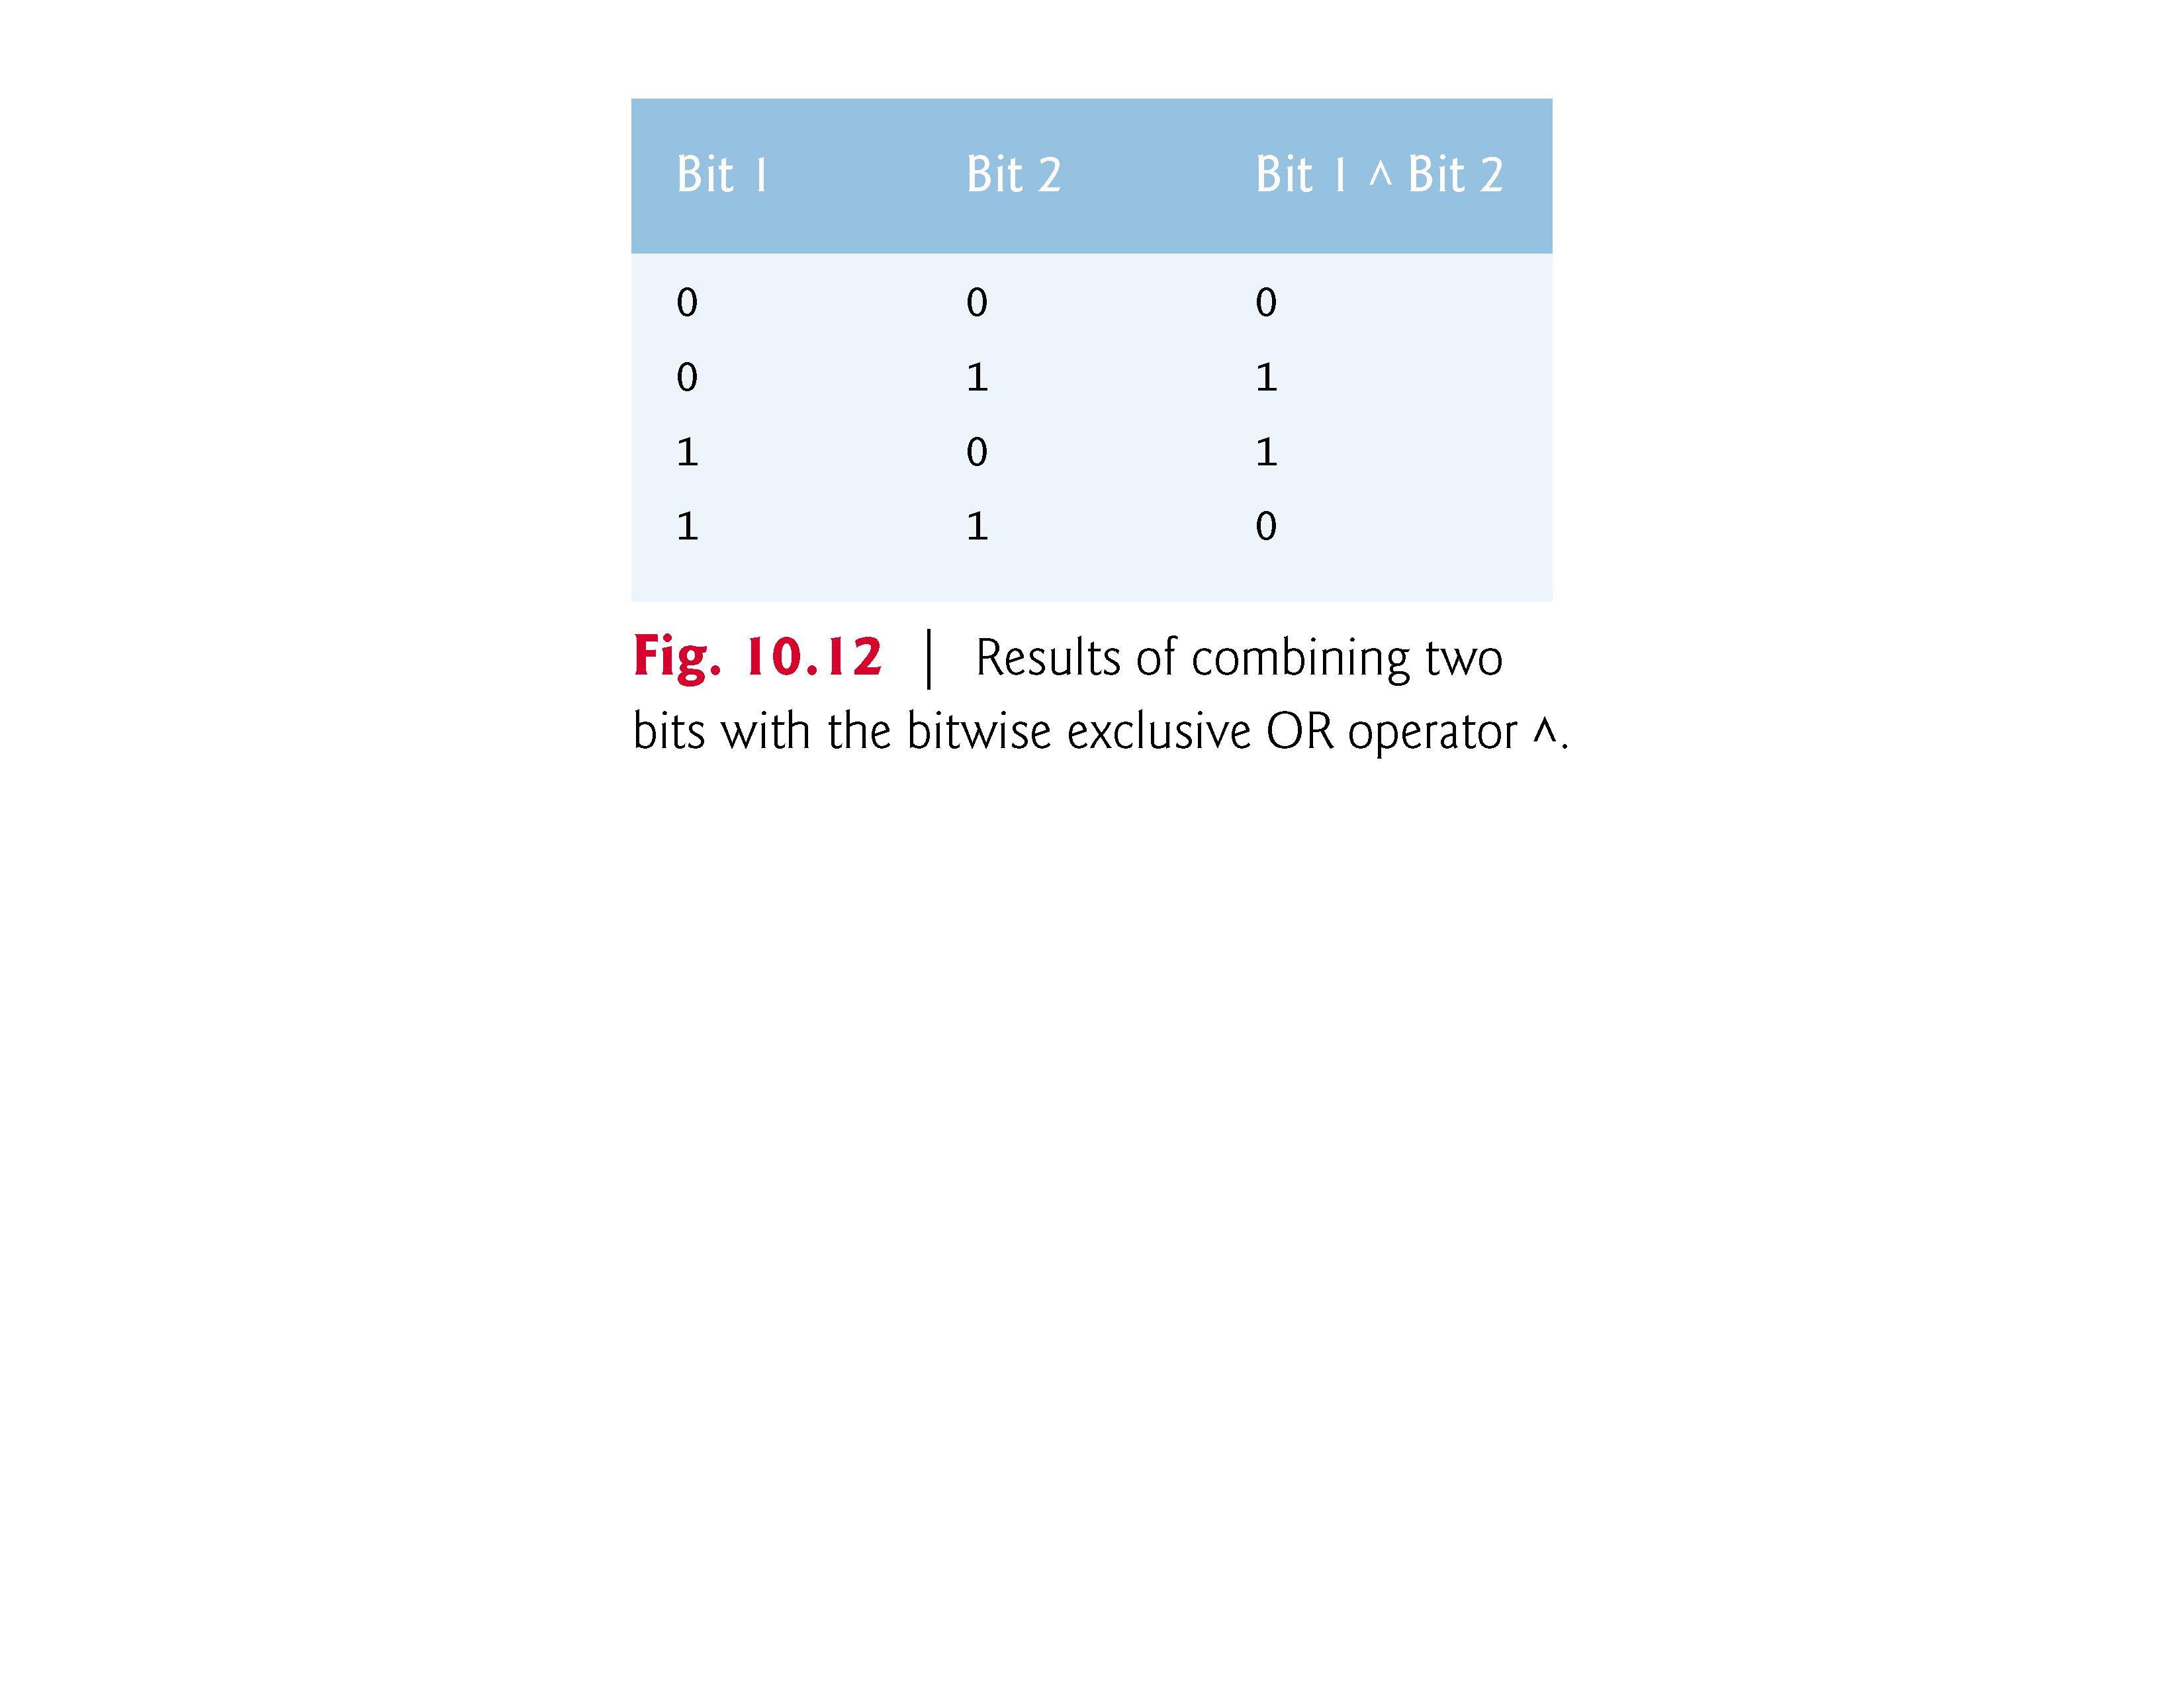 Bit 1 Bit 2 Bit 1 ^ Bit 2
0 0 0
0 1 1
1 0 1
1 1 0
Fig. 10.12 | Results of combining two
bits with the bitwise exclusive OR operator ^.